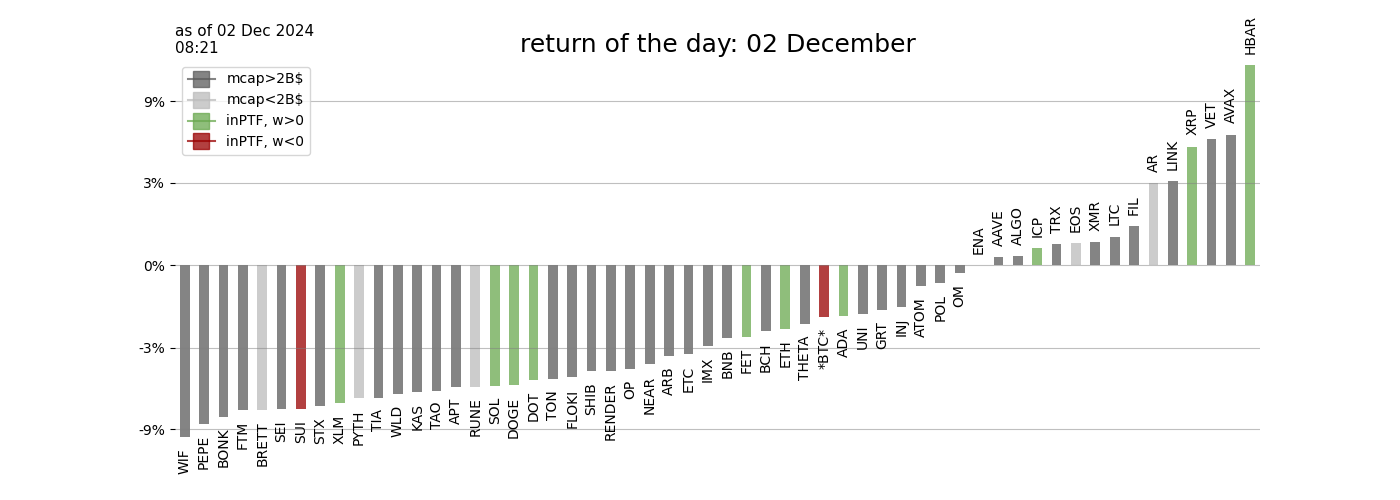 as of 02 Dec 2024
08:21
return of the day: 02 December
mcap>2B$
mcap<2B$
inPTF, w>0
inPTF, w<0
9%
3%
0%
-3%
-9%
WIF
PEPE
BONK
FTM
BRETT
SEI
SUI
STX
XLM
PYTH
TIA
WLD
KAS
TAO
APT
RUNE
SOL
DOGE
DOT
TON
FLOKI
SHIB
RENDER
OP
NEAR
ARB
ETC
IMX
BNB
FET
BCH
ETH
THETA
*BTC*
ADA
UNI
GRT
INJ
ATOM
POL
OM
ENA
AAVE
ALGO
ICP
TRX
EOS
XMR
LTC
FIL
AR
LINK
XRP
VET
AVAX
HBAR